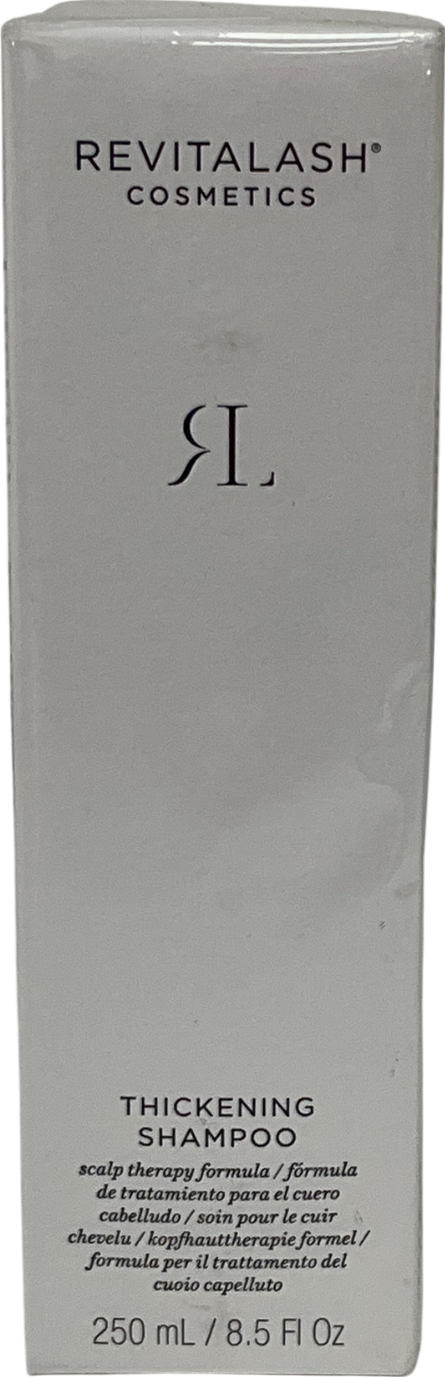 REVITALASH®
COSMETICS
RL
THICKENING
SHAMPOO
scalp therapy formula / fórmula
de tratamiento para el cuero
cabelludo / soin pour le cuir
chevelu / kopfhauttherapie formel /
formula per il trattamento del
cuoio capelluto
250 mL / 8.5 Fl Oz